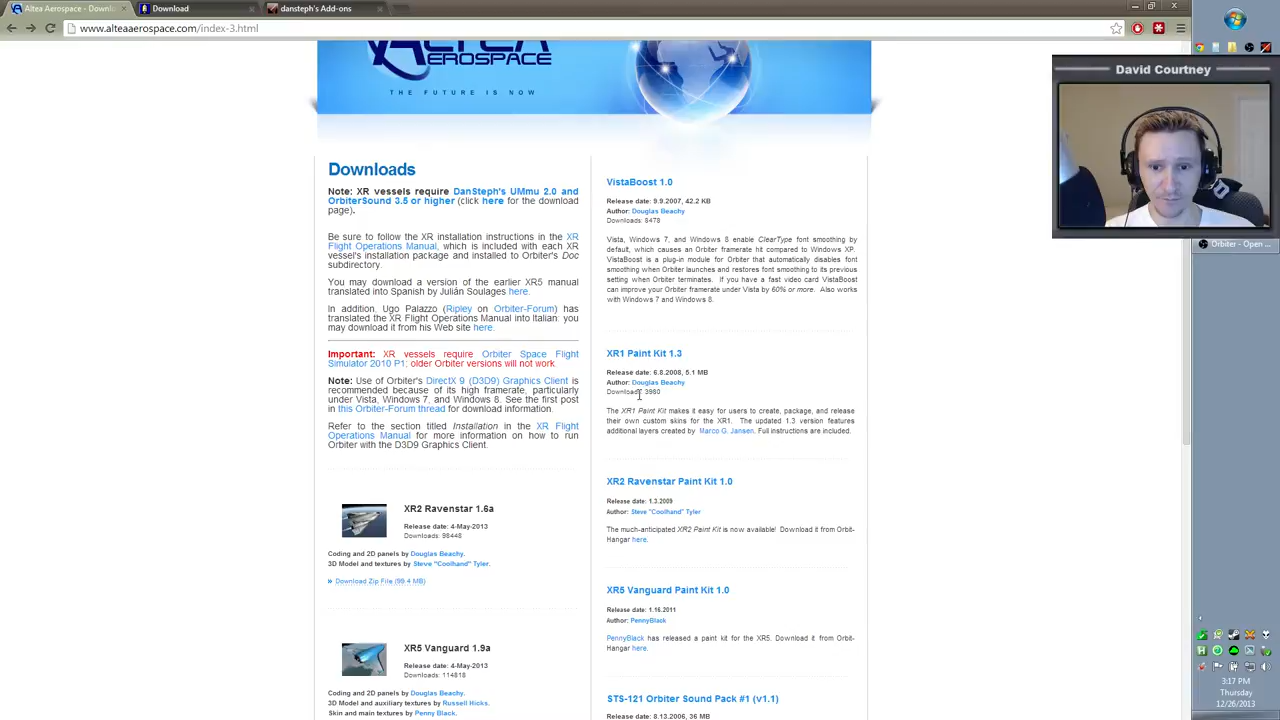 Altea Aerospace - Downlo
Download
dansteph's Add-ons
www.alteaaerospace.com/index-3.html
ALTEA
AEROSPACE
THE FUTURE IS NOW
David Courtney
Orbiter - Open ...
3:17 PM
Thursday
12/26/2013
Downloads
Note: XR vessels require DanSteph's UMmu 2.0 and
OrbiterSound 3.5 or higher (click here for the download
page).
Be sure to follow the XR installation instructions in the XR
Flight Operations Manual, which is included with each XR
vessel's installation package and installed to Orbiter's Doc
subdirectory.
You may download a version of the earlier XR5 manual
translated into Spanish by Julián Soulages here.
In addition, Ugo Palazzo (Ripley on Orbiter-Forum) has
translated the XR Flight Operations Manual into Italian: you
may download it from his Web site here.
Important: XR vessels require Orbiter Space Flight
Simulator 2010 P1; older Orbiter versions will not work.
Note: Use of Orbiter's DirectX 9 (D3D9) Graphics Client is
recommended because of its high framerate, particularly
under Vista, Windows 7, and Windows 8. See the first post
in this Orbiter-Forum thread for download information.
Refer to the section titled Installation in the XR Flight
Operations Manual for more information on how to run
Orbiter with the D3D9 Graphics Client.
XR2 Ravenstar 1.6a
Release date: 4-May-2013
Downloads: 98448
Coding and 2D panels by Douglas Beachy.
3D Model and textures by Steve "Coolhand" Tyler.
Download Zip File (99.4 MB)
XR5 Vanguard 1.9a
Release date: 4-May-2013
Downloads: 114818
Coding and 2D panels by Douglas Beachy.
3D Model and auxiliary textures by Russell Hicks.
Skin and main textures by Penny Black.
VistaBoost 1.0
Release date: 9.9.2007, 42.2 KB
Author: Douglas Beachy
Downloads: 8478
Vista, Windows 7, and Windows 8 enable ClearType font smoothing by
default, which causes an Orbiter framerate hit compared to Windows XP.
VistaBoost is a plug-in module for Orbiter that automatically disables font
smoothing when Orbiter launches and restores font smoothing to its previous
setting when Orbiter terminates. If you have a fast video card VistaBoost
can improve your Orbiter framerate under Vista by 60% or more. Also works
with Windows 7 and Windows 8.
XR1 Paint Kit 1.3
Release date: 6.8.2008, 5.1 MB
Author: Douglas Beachy
Downloads: 3980
The XR1 Paint Kit makes it easy for users to create, package, and release
their own custom skins for the XR1. The updated 1.3 version features
additional layers created by Marco G. Jansen. Full instructions are included.
XR2 Ravenstar Paint Kit 1.0
Release date: 1.3.2009
Author: Steve "Coolhand" Tyler
The much-anticipated XR2 Paint Kit is now available! Download it from Orbit-
Hangar here.
XR5 Vanguard Paint Kit 1.0
Release date: 1.16.2011
Author: PennyBlack
PennyBlack has released a paint kit for the XR5. Download it from Orbit-
Hangar here.
STS-121 Orbiter Sound Pack #1 (v1.1)
Release date: 8.13.2006, 36 MB